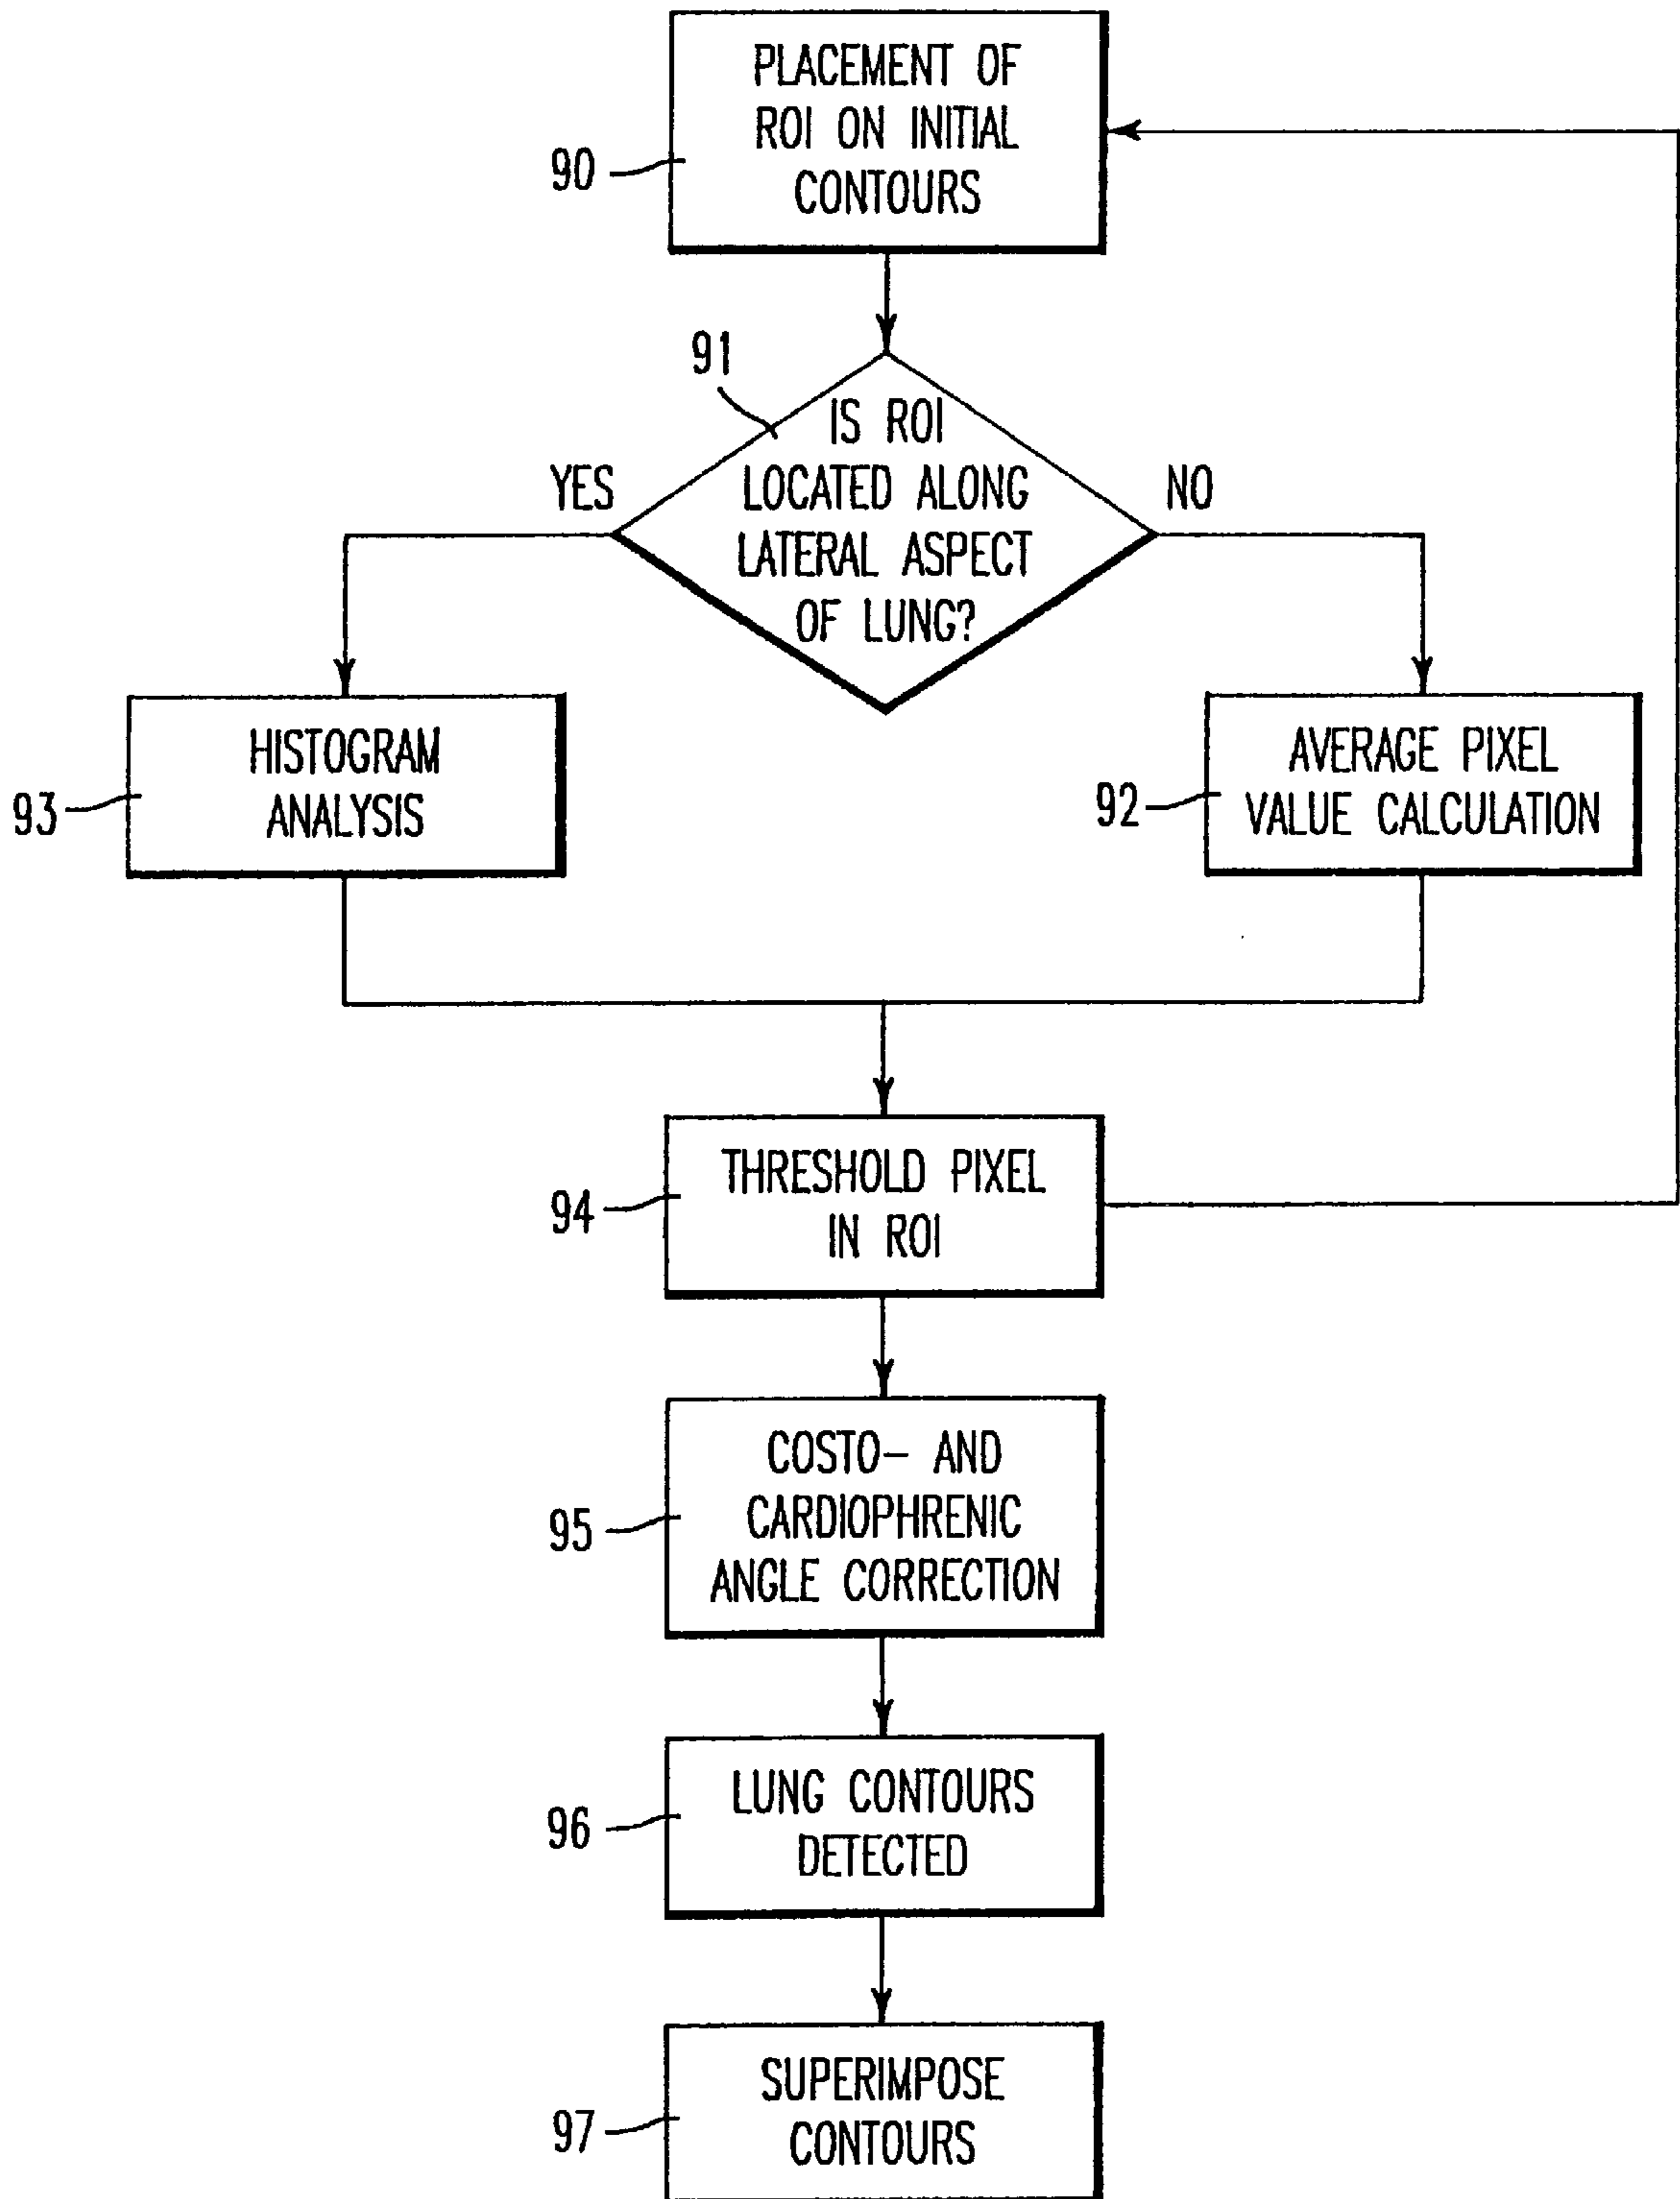 PLACEMENT OF
ROI ON INITIAL
CONTOURS
90
91
IS ROI
LOCATED ALONG
LATERAL ASPECT
OF LUNG?
YES
NO
HISTOGRAM
ANALYSIS
93
AVERAGE PIXEL
VALUE CALCULATION
92
THRESHOLD PIXEL
IN ROI
94
COSTO- AND
CARDIOPHRENIC
ANGLE CORRECTION
95
LUNG CONTOURS
DETECTED
96
SUPERIMPOSE
CONTOURS
97